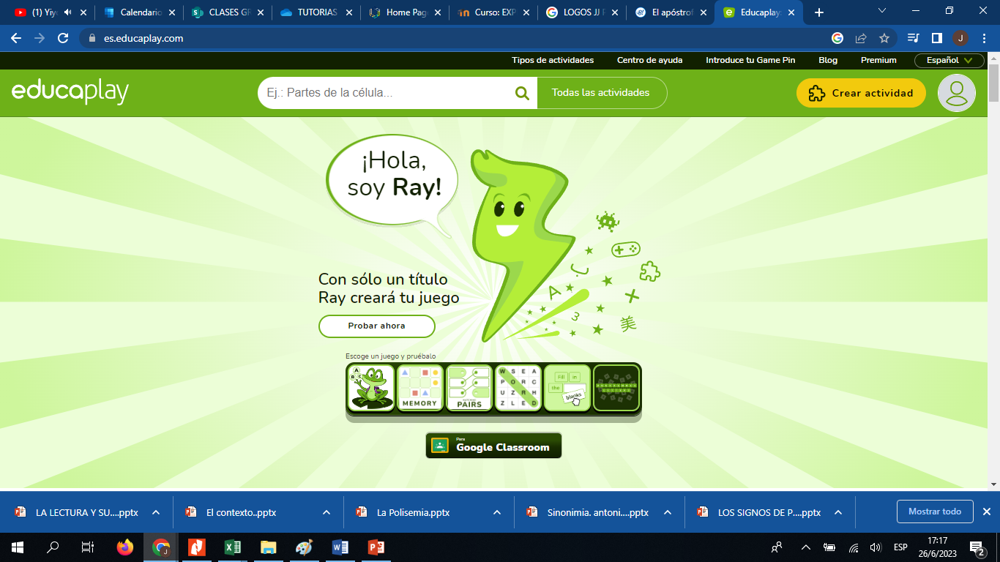 (1) Yiy
Calendario
CLASES GR
TUTORIAS
Home Pag
Curso: EXP
LOGOS JJ P
El apóstrof
Educaplay:
es.educaplay.com
J
Tipos de actividades
Centro de ayuda
Introduce tu Game Pin
Blog
Premium
Español
educaplay
Ej.: Partes de la célula...
Todas las actividades
Crear actividad
¡Hola,
soy Ray!
Con sólo un título
Ray creará tu juego
Probar ahora
A
3
美
Escoge un juego y pruébalo
A
B C
MEMORY
PAIRS
W S E A
P O R C
U Z R H
Z L E D
Fill in
the
blanks
Para
Google Classroom
LA LECTURA Y SU....pptx
El contexto..pptx
La Polisemia.pptx
Sinonimia. antoni....pptx
LOS SIGNOS DE P....pptx
Mostrar todo
ESP
17:17
26/6/2023
2